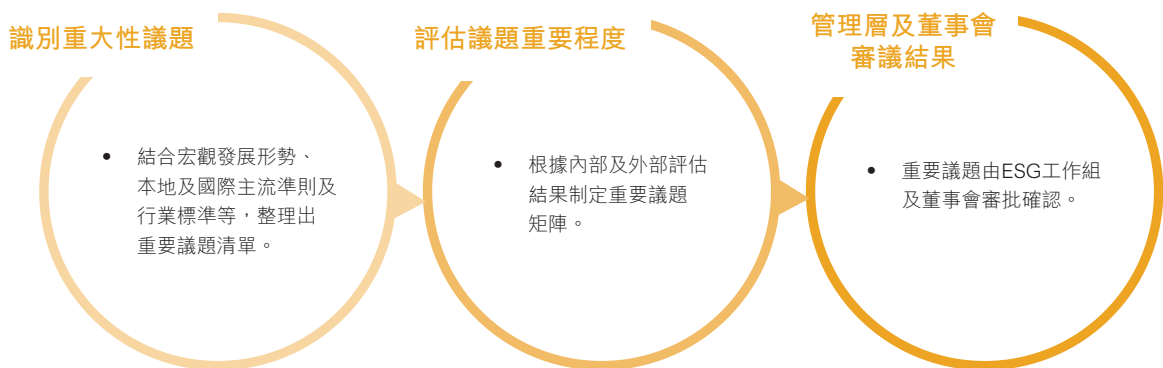 識別重大性議題
• 結合宏觀發展形勢、
本地及國際主流準則及
行業標準等，整理出
重要議題清單。
評估議題重要程度
• 根據內部及外部評估
結果制定重要議題
矩陣。
管理層及董事會
審議結果
• 重要議題由ESG工作組
及董事會審批確認。